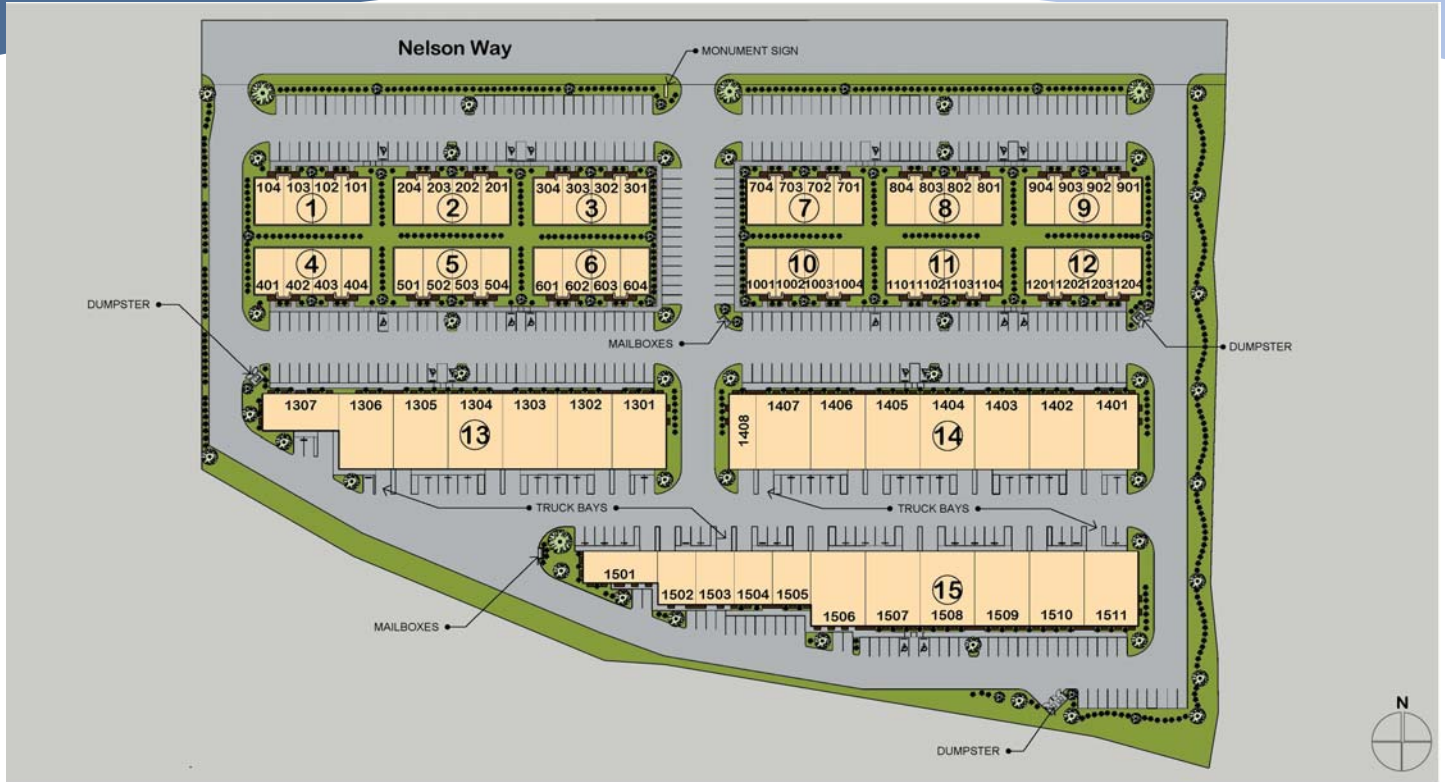 Nelson Way
MONUMENT SIGN
104 103 102 101
1
204 203 202 201
2
304 303 302 301
3
704 703 702 701
7
804 803 802 801
8
904 903 902 901
9
4
401 402 403 404
5
501 502 503 504
6
601 602 603 604
10
1001 1002 1003 1004
11
1101 1102 1103 1104
12
1201 1202 1203 1204
DUMPSTER
MAILBOXES
DUMPSTER
1307 1306 1305 1304 1303 1302 1301
13
1408 1407 1406 1405 1404 1403 1402 1401
14
TRUCK BAYS
TRUCK BAYS
1501 1502 1503 1504 1505 1506 1507 1508 1509 1510 1511
15
MAILBOXES
DUMPSTER
N